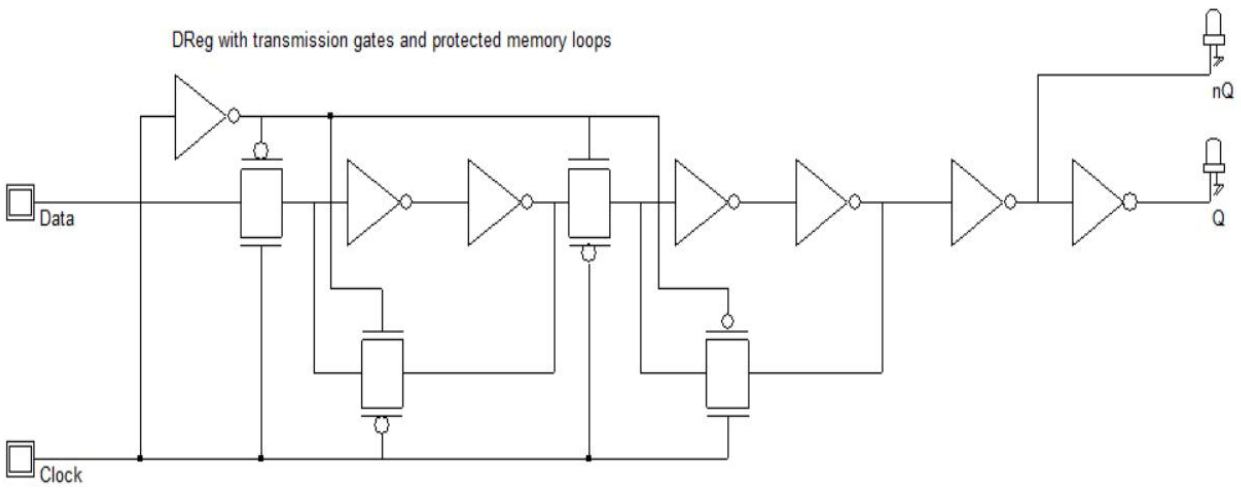 DReg with transmission gates and protected memory loops
nQ
Data
Q
Clock